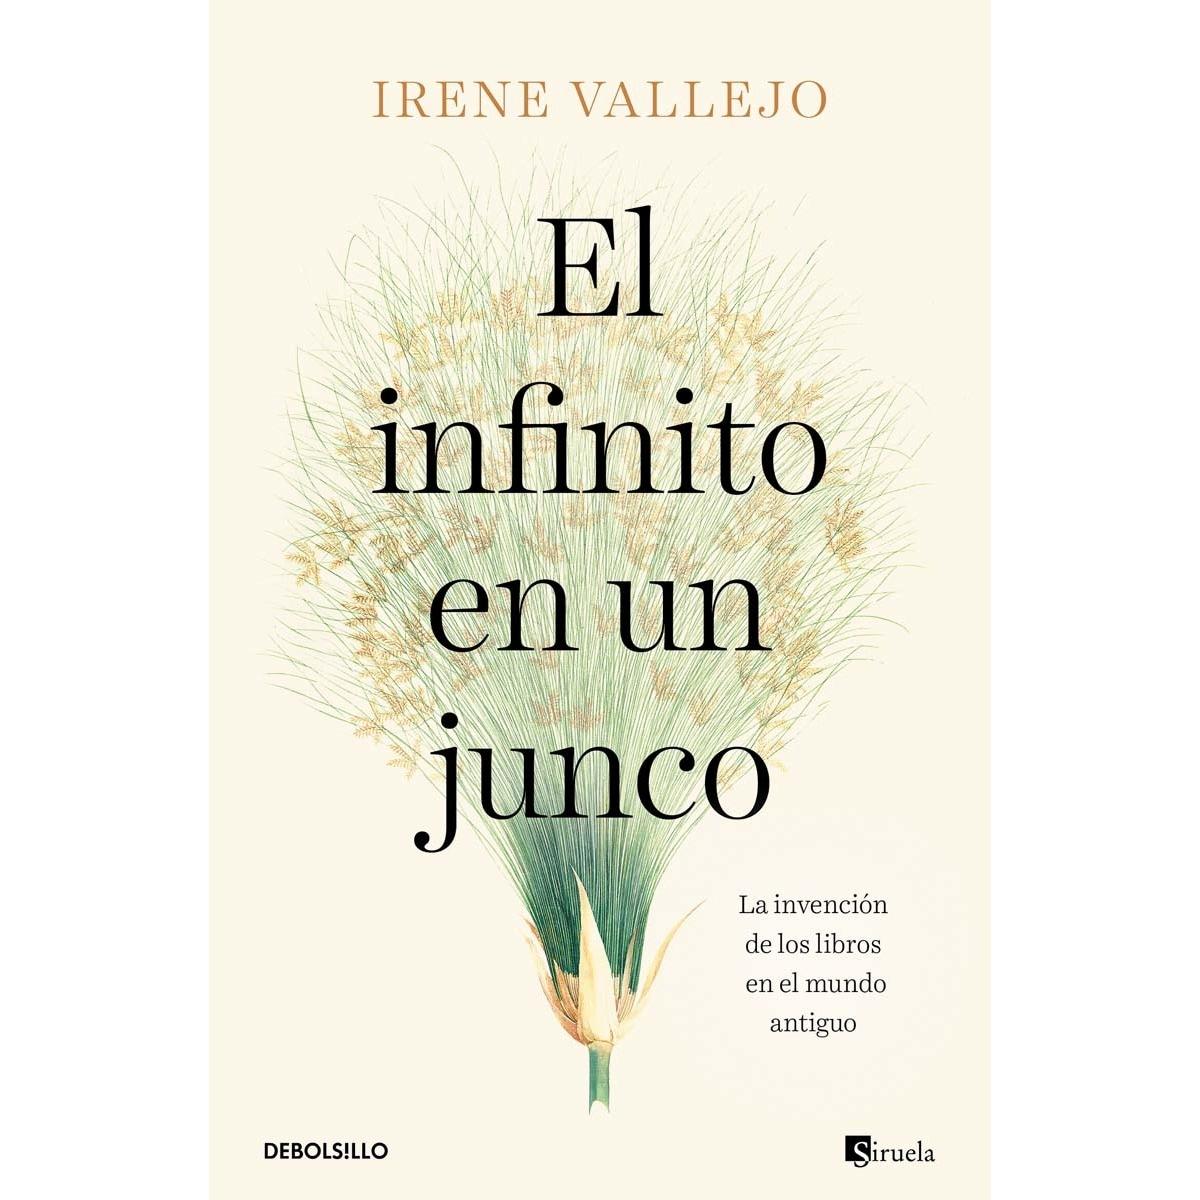 IRENE VALLEJO
El
infinito
en un
junco
La invención
de los libros
en el mundo
antiguo
DEBOLS!LLO
Siruela